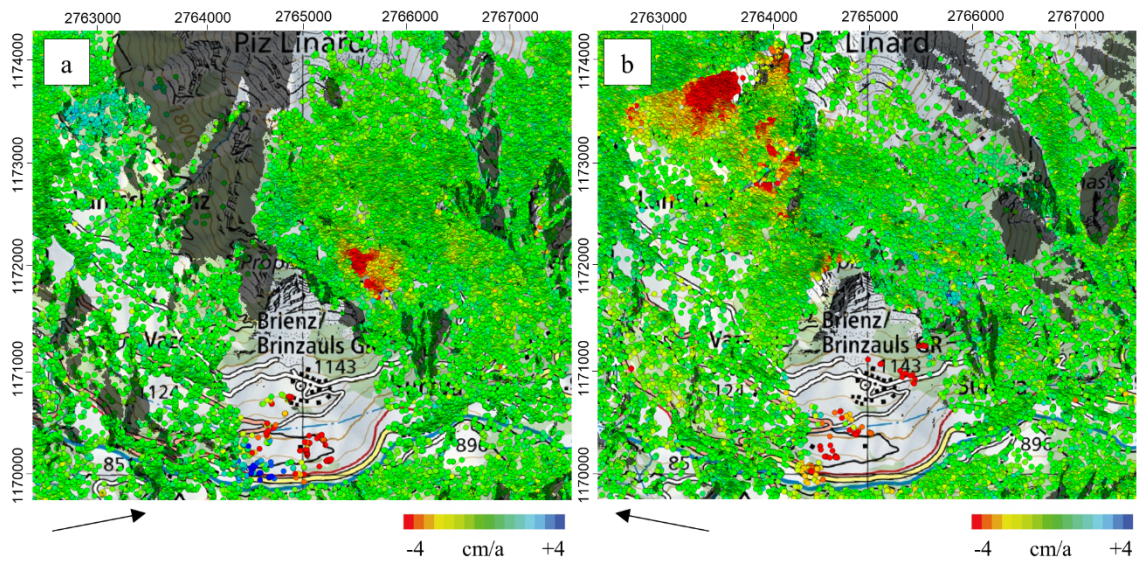 2763000 2764000 2765000 2766000 2767000
2763000 2764000 2765000 2766000 2767000
1174000
1173000
1172000
1171000
1170000
a
Piz Linard
808
Brienz/
Brinzauls G
1143
124
85
896
b
Linard
Brienz/
Brinzauls GR
1143
124
85
896
1174000
1173000
1172000
1171000
1170000
-4 cm/a +4
-4 cm/a +4